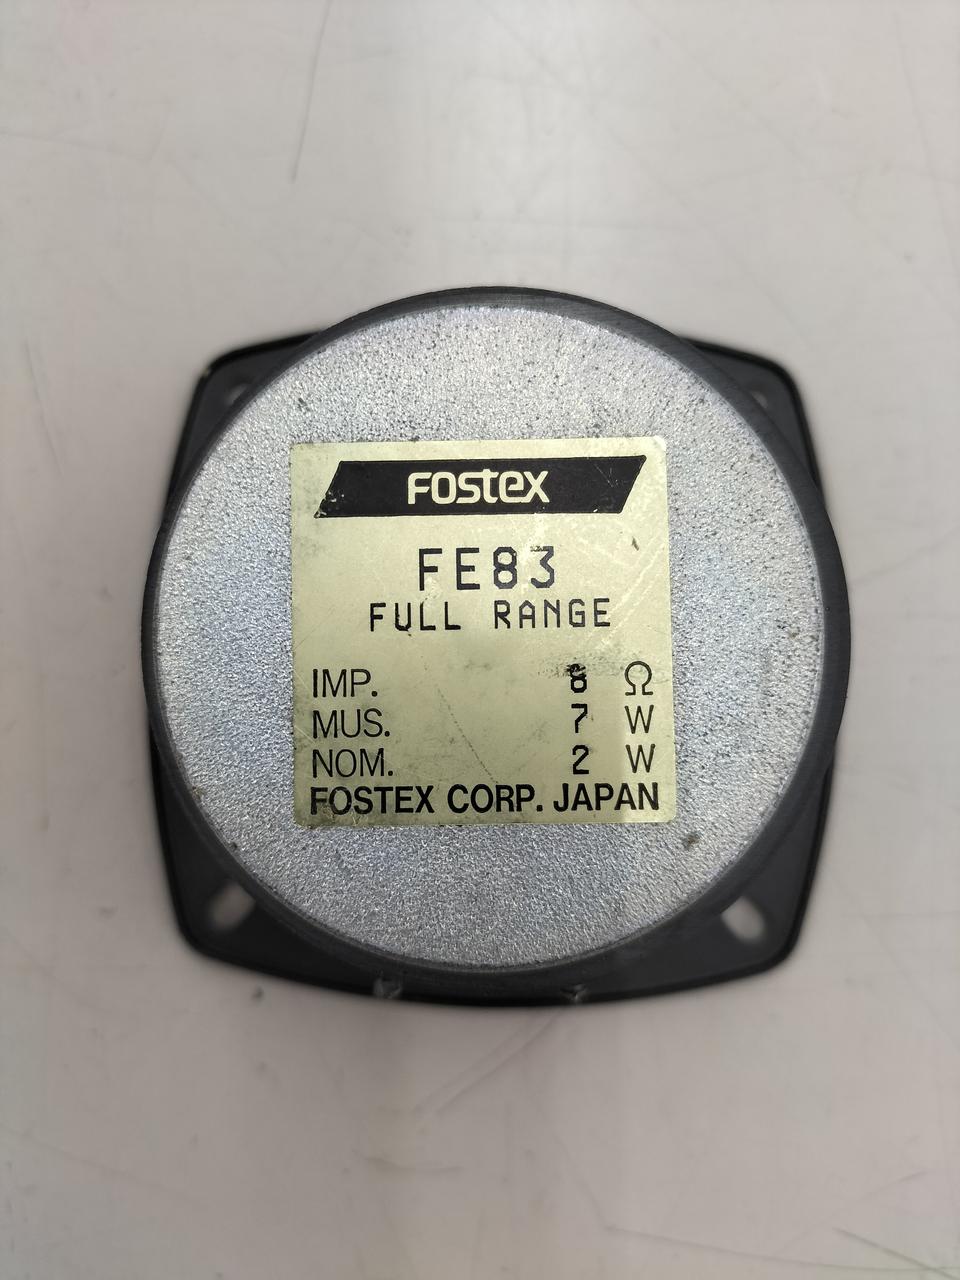 FOSTEX
FE83
FULL RANGE
IMP. 8 Ω
MUS. 7 W
NOM. 2 W
FOSTEX CORP. JAPAN